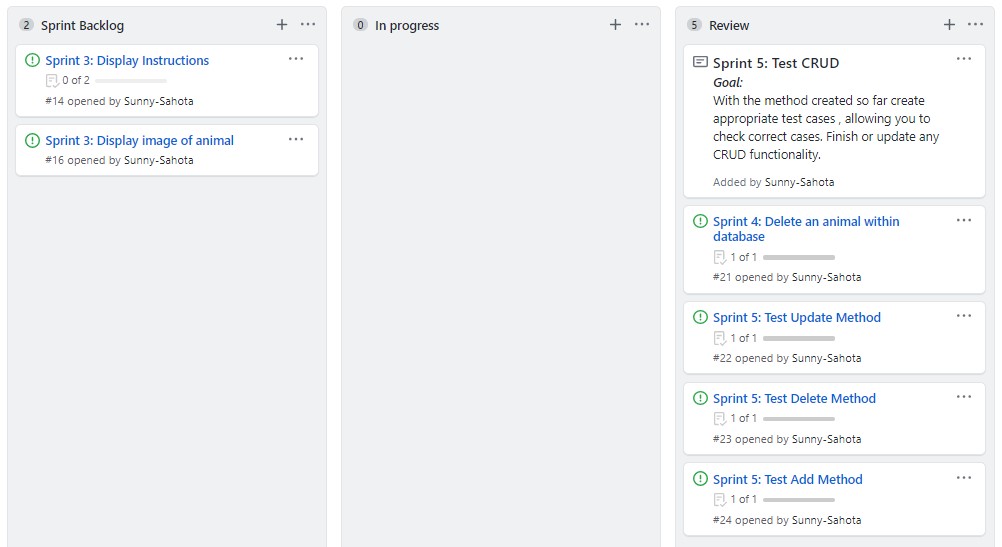 2 Sprint Backlog
Sprint 3: Display Instructions
0 of 2
#14 opened by Sunny-Sahota
Sprint 3: Display image of animal
#16 opened by Sunny-Sahota
0 In progress
5 Review
Sprint 5: Test CRUD
Goal:
With the method created so far create
appropriate test cases , allowing you to
check correct cases. Finish or update any
CRUD functionality.
Added by Sunny-Sahota
Sprint 4: Delete an animal within
database
1 of 1
#21 opened by Sunny-Sahota
Sprint 5: Test Update Method
1 of 1
#22 opened by Sunny-Sahota
Sprint 5: Test Delete Method
1 of 1
#23 opened by Sunny-Sahota
Sprint 5: Test Add Method
1 of 1
#24 opened by Sunny-Sahota